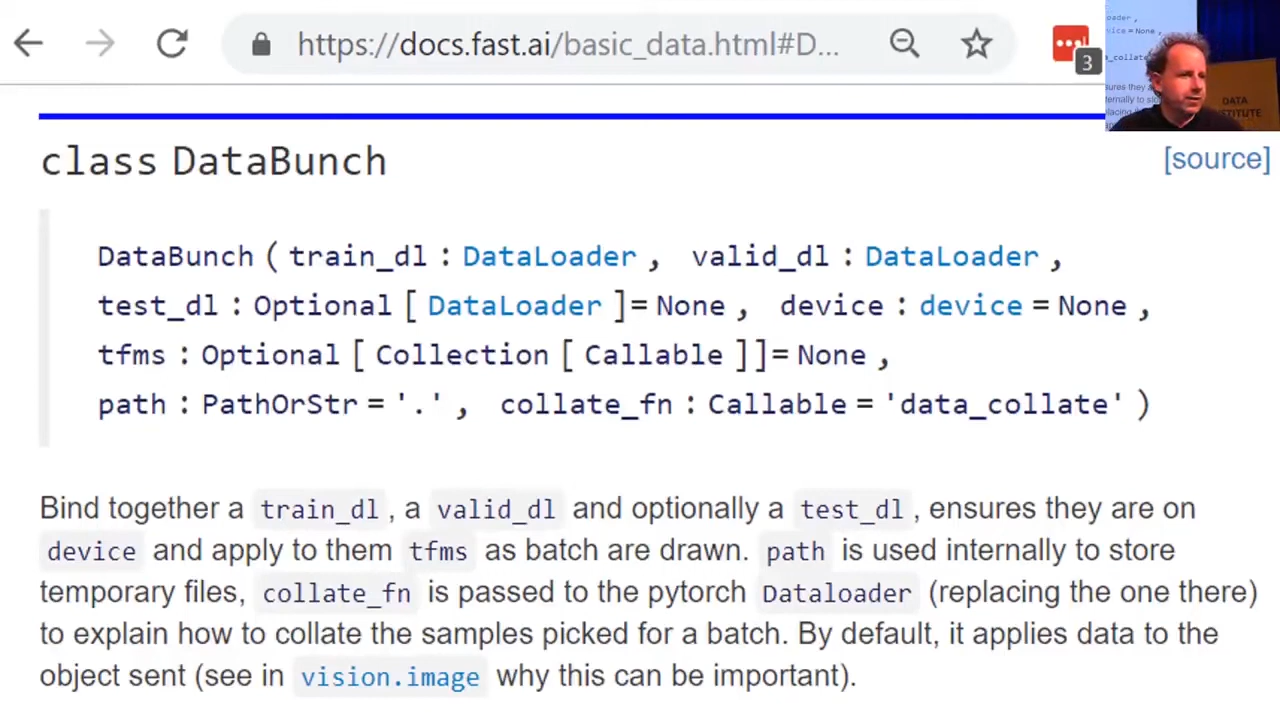 https://docs.fast.ai/basic_data.html#D...
3
DATA
class DataBunch
[source]
DataBunch ( train_dl : DataLoader , valid_dl : DataLoader ,
test_dl : Optional [ DataLoader ]= None , device : device = None ,
tfms : Optional [ Collection [ Callable ]]= None ,
path : PathOrStr = '.' , collate_fn : Callable = 'data_collate' )
Bind together a train_dl , a valid_dl and optionally a test_dl , ensures they are on
device and apply to them tfms as batch are drawn. path is used internally to store
temporary files, collate_fn is passed to the pytorch Dataloader (replacing the one there)
to explain how to collate the samples picked for a batch. By default, it applies data to the
object sent (see in vision.image why this can be important).